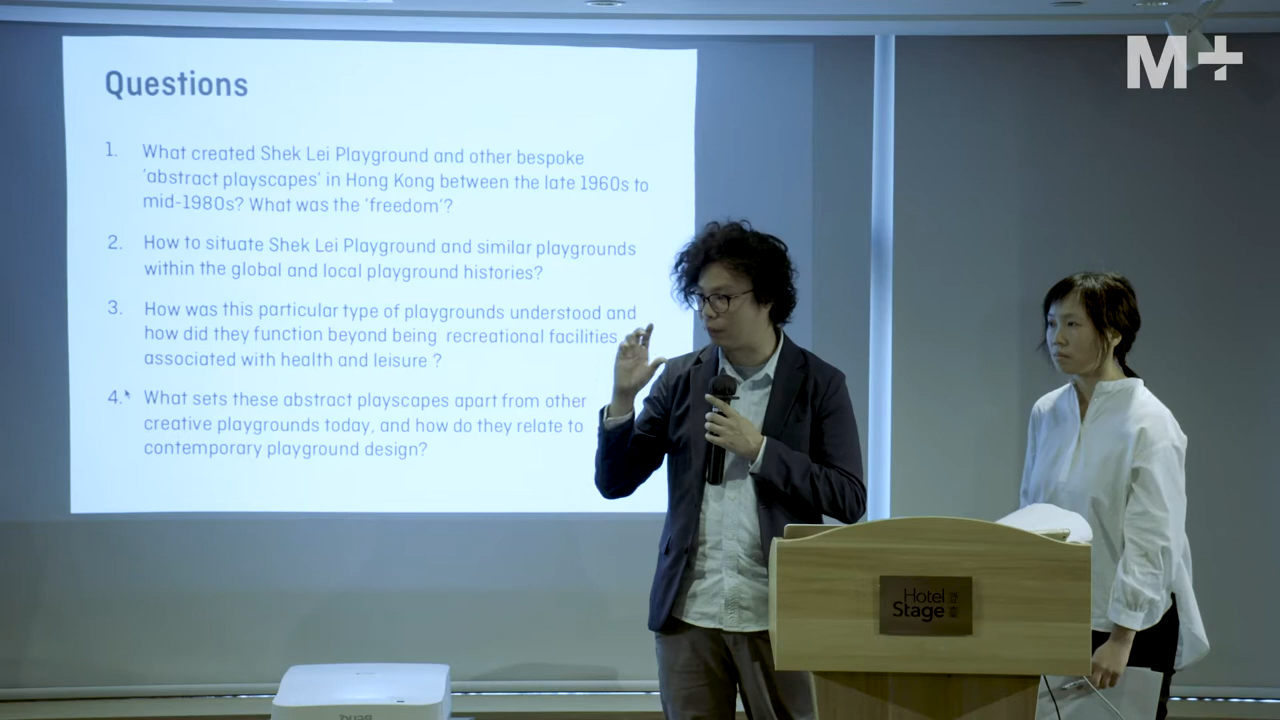 M+
Questions
1. What created Shek Lei Playground and other bespoke
'abstract playscapes' in Hong Kong between the late 1960s to
mid-1980s? What was the 'freedom'?
2. How to situate Shek Lei Playground and similar playgrounds
within the global and local playground histories?
3. How was this particular type of playgrounds understood and
how did they function beyond being recreational facilities
associated with health and leisure ?
4. What sets these abstract playscapes apart from other
creative playgrounds today, and how do they relate to
contemporary playground design?
Hotel
Stage
BenQ